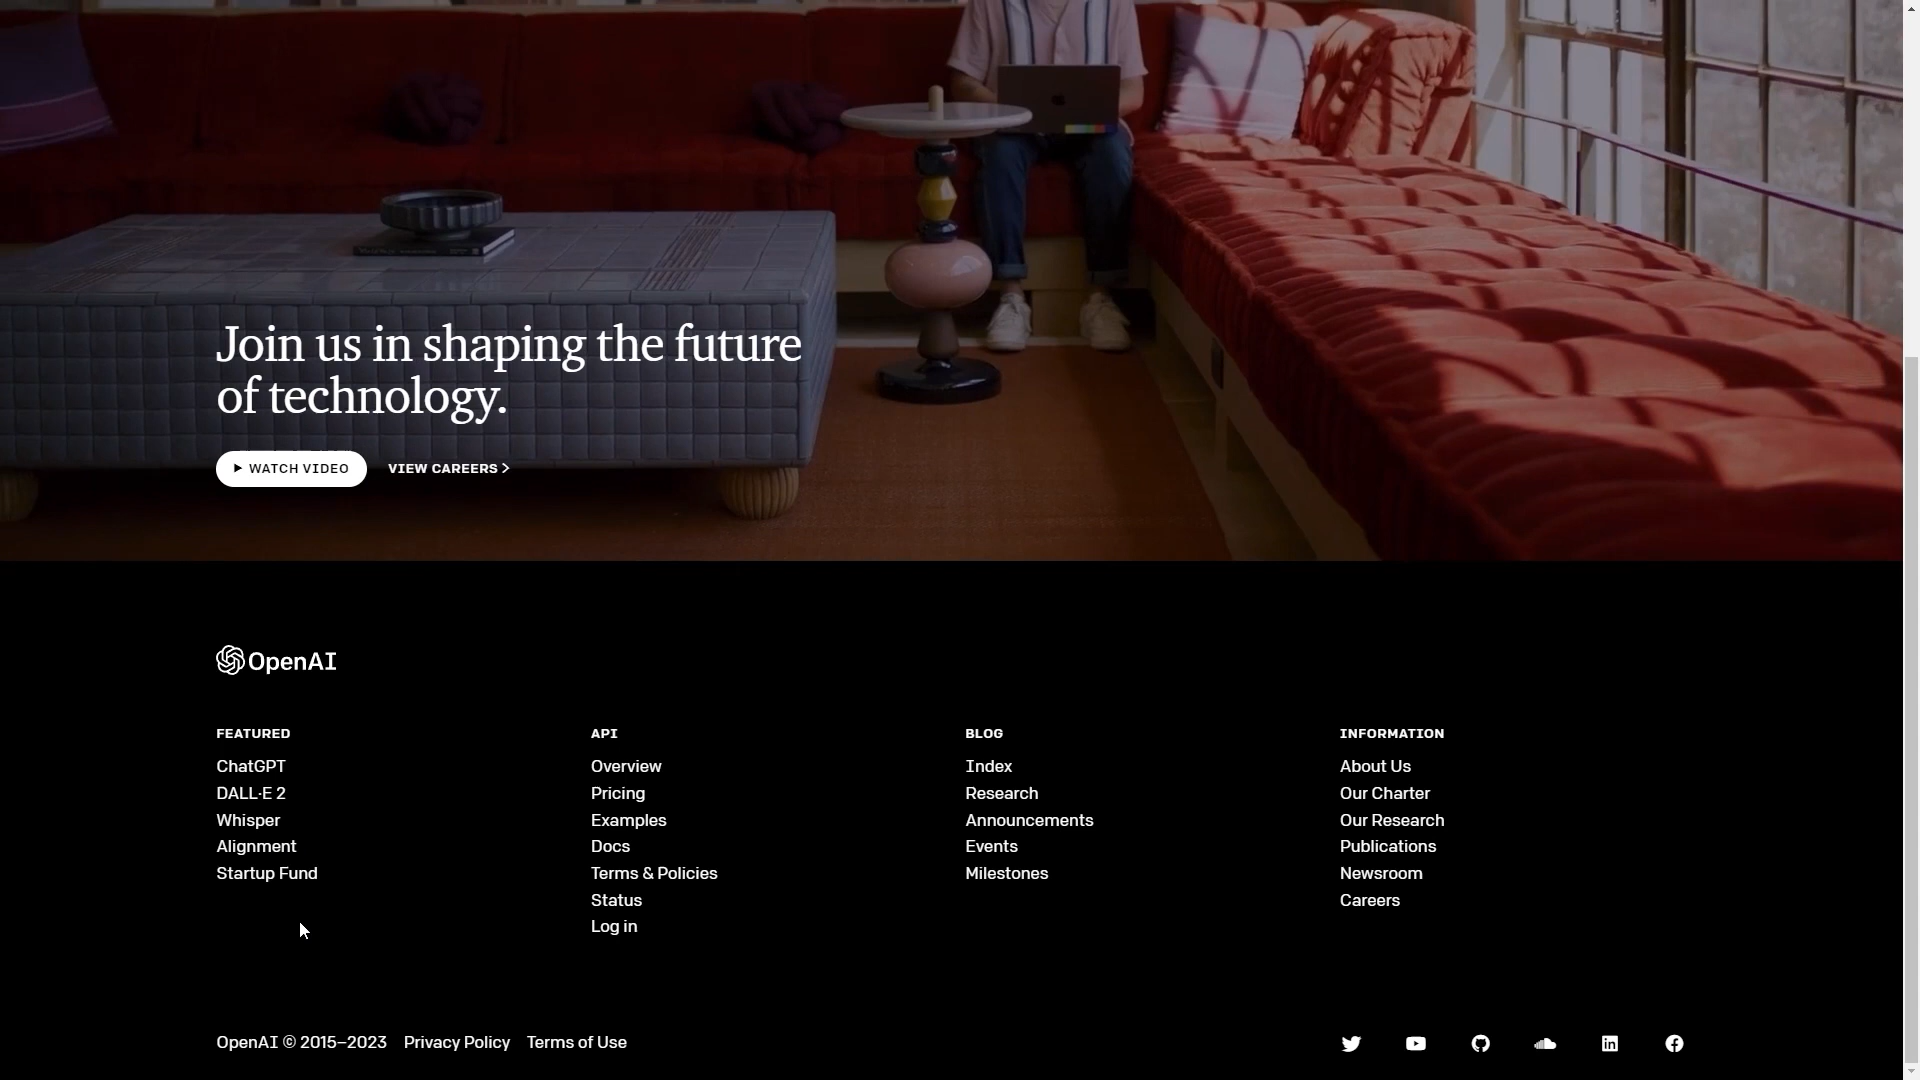 Join us in shaping the future
of technology.
WATCH VIDEO
VIEW CAREERS >
OpenAI
FEATURED
ChatGPT
DALL·E 2
Whisper
Alignment
Startup Fund
API
Overview
Pricing
Examples
Docs
Terms & Policies
Status
Log in
BLOG
Index
Research
Announcements
Events
Milestones
INFORMATION
About Us
Our Charter
Our Research
Publications
Newsroom
Careers
OpenAI © 2015–2023 Privacy Policy Terms of Use